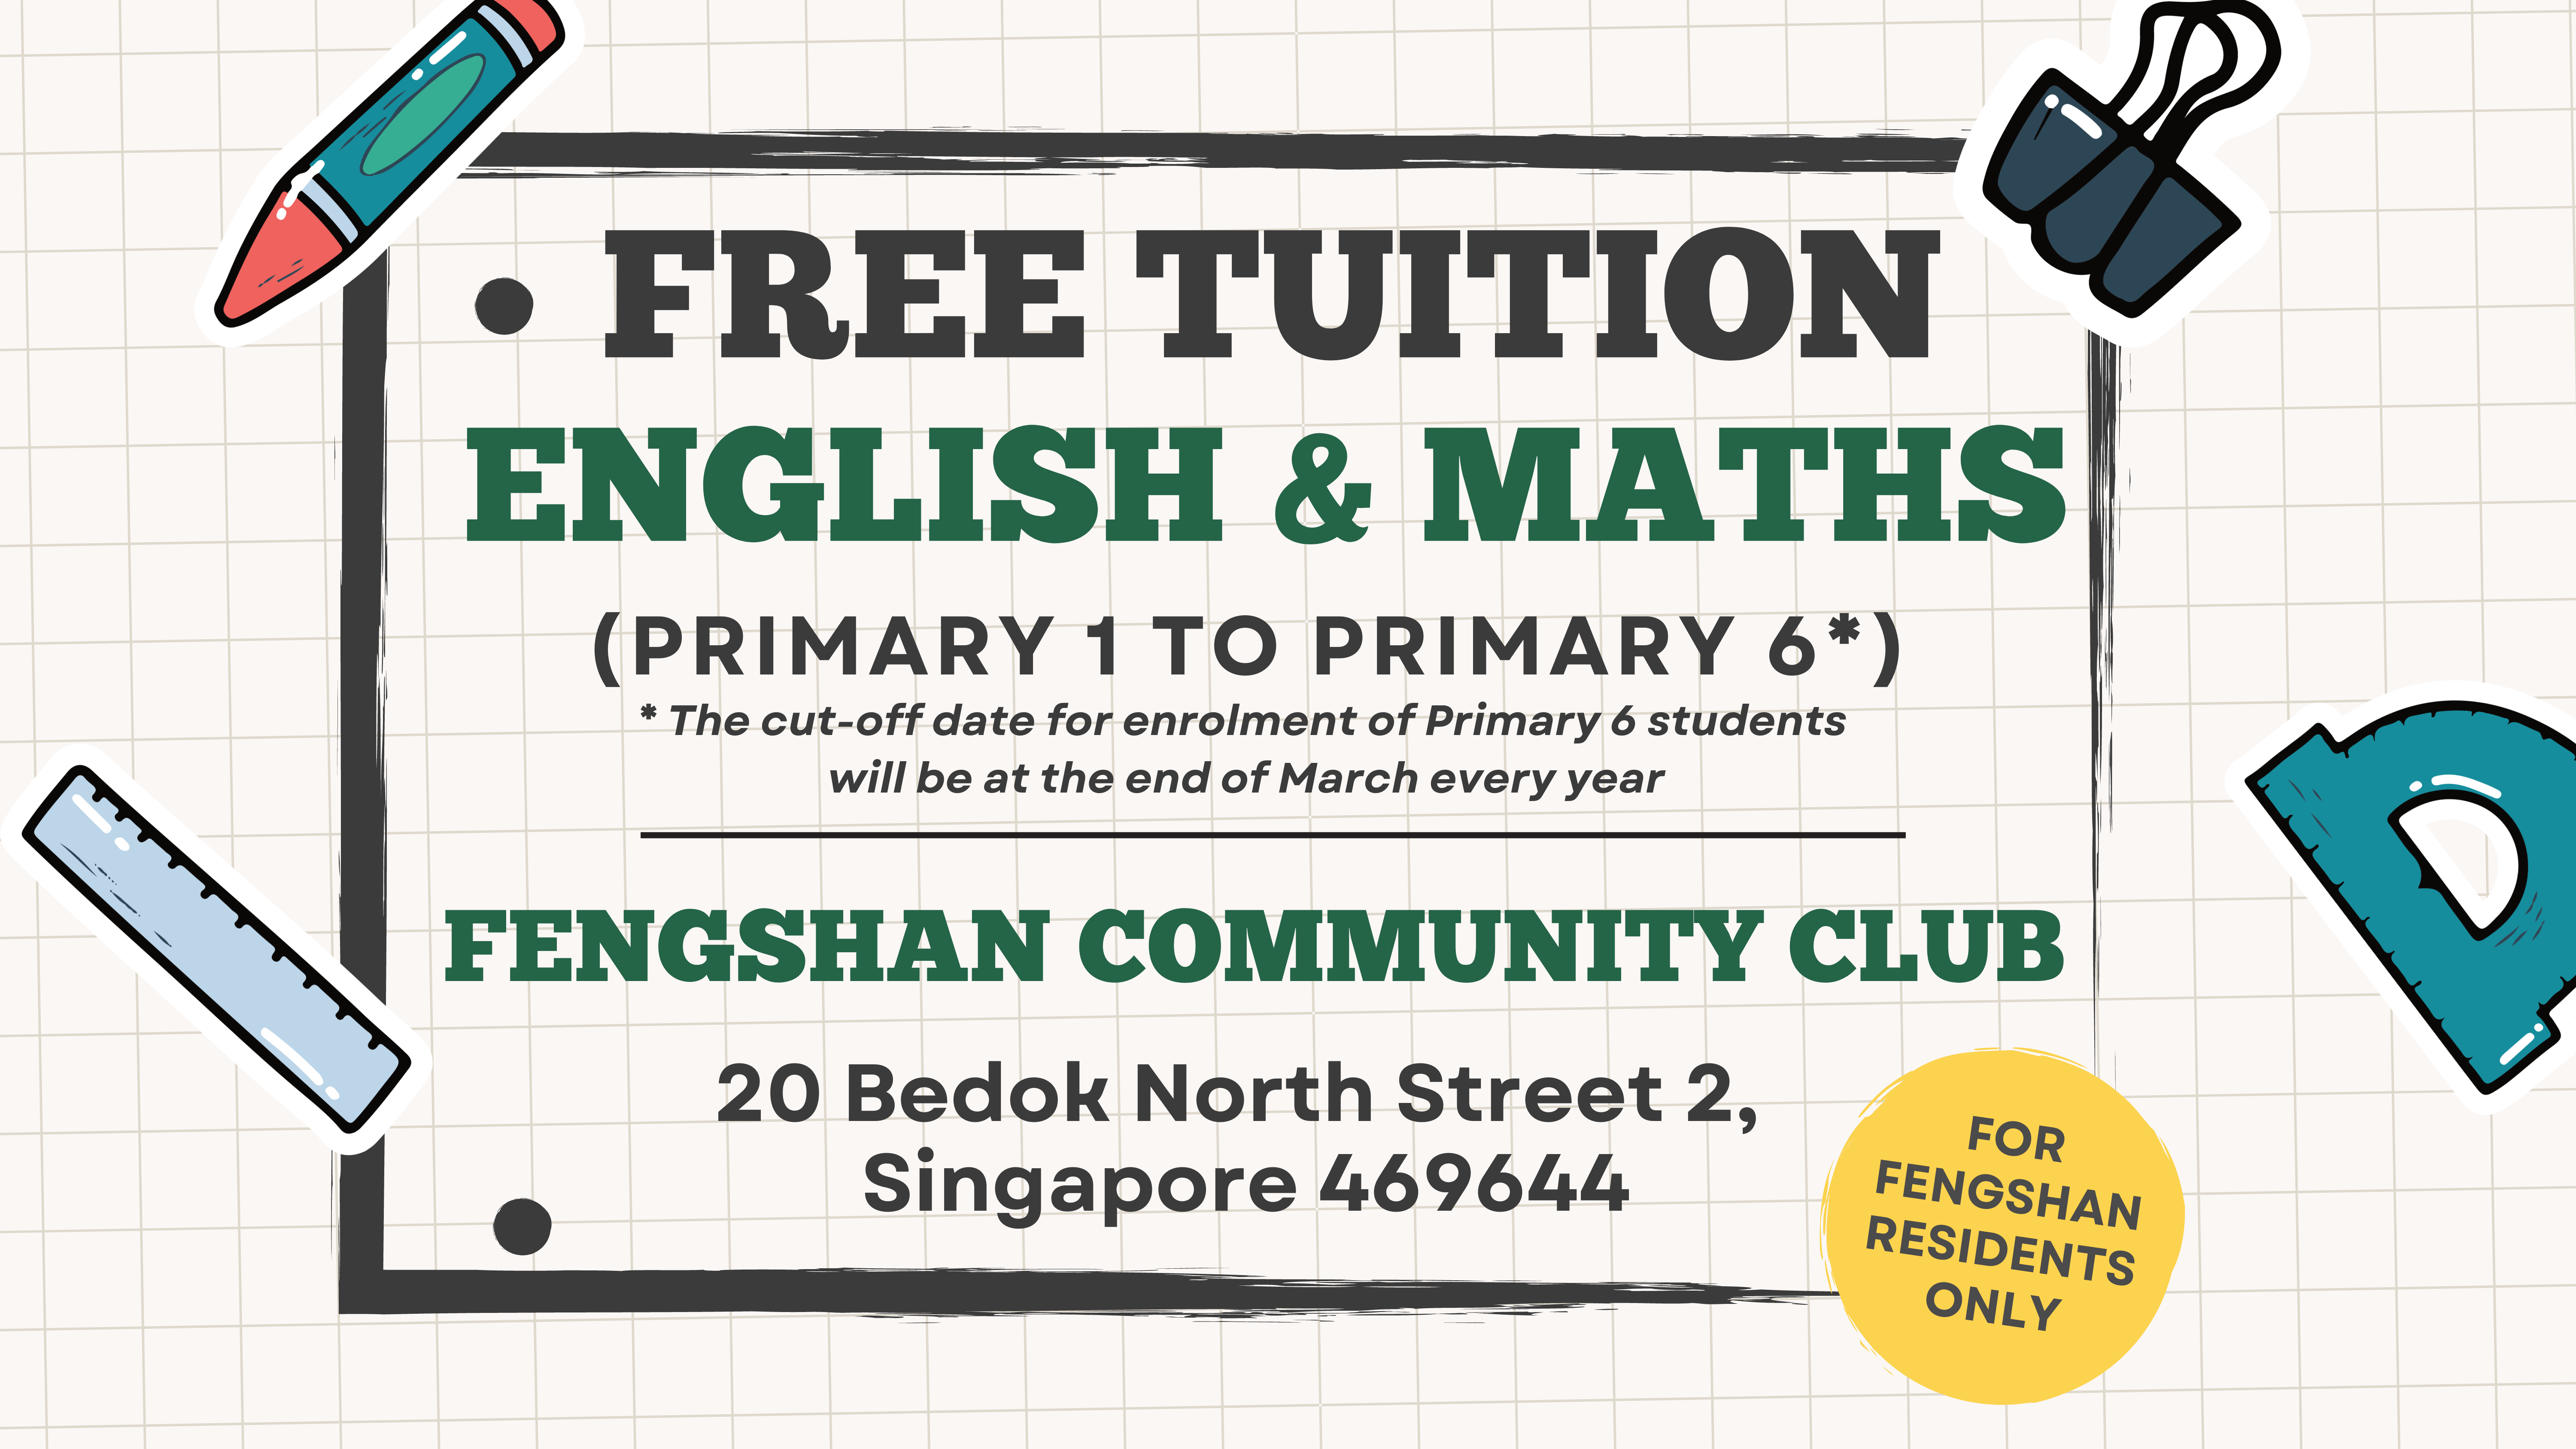 FREE TUITION
ENGLISH & MATHS
(PRIMARY 1 TO PRIMARY 6*)
* The cut-off date for enrolment of Primary 6 students
will be at the end of March every year
FENGSHAN COMMUNITY CLUB
20 Bedok North Street 2,
Singapore 469644
FOR
FENGSHAN
RESIDENTS
ONLY